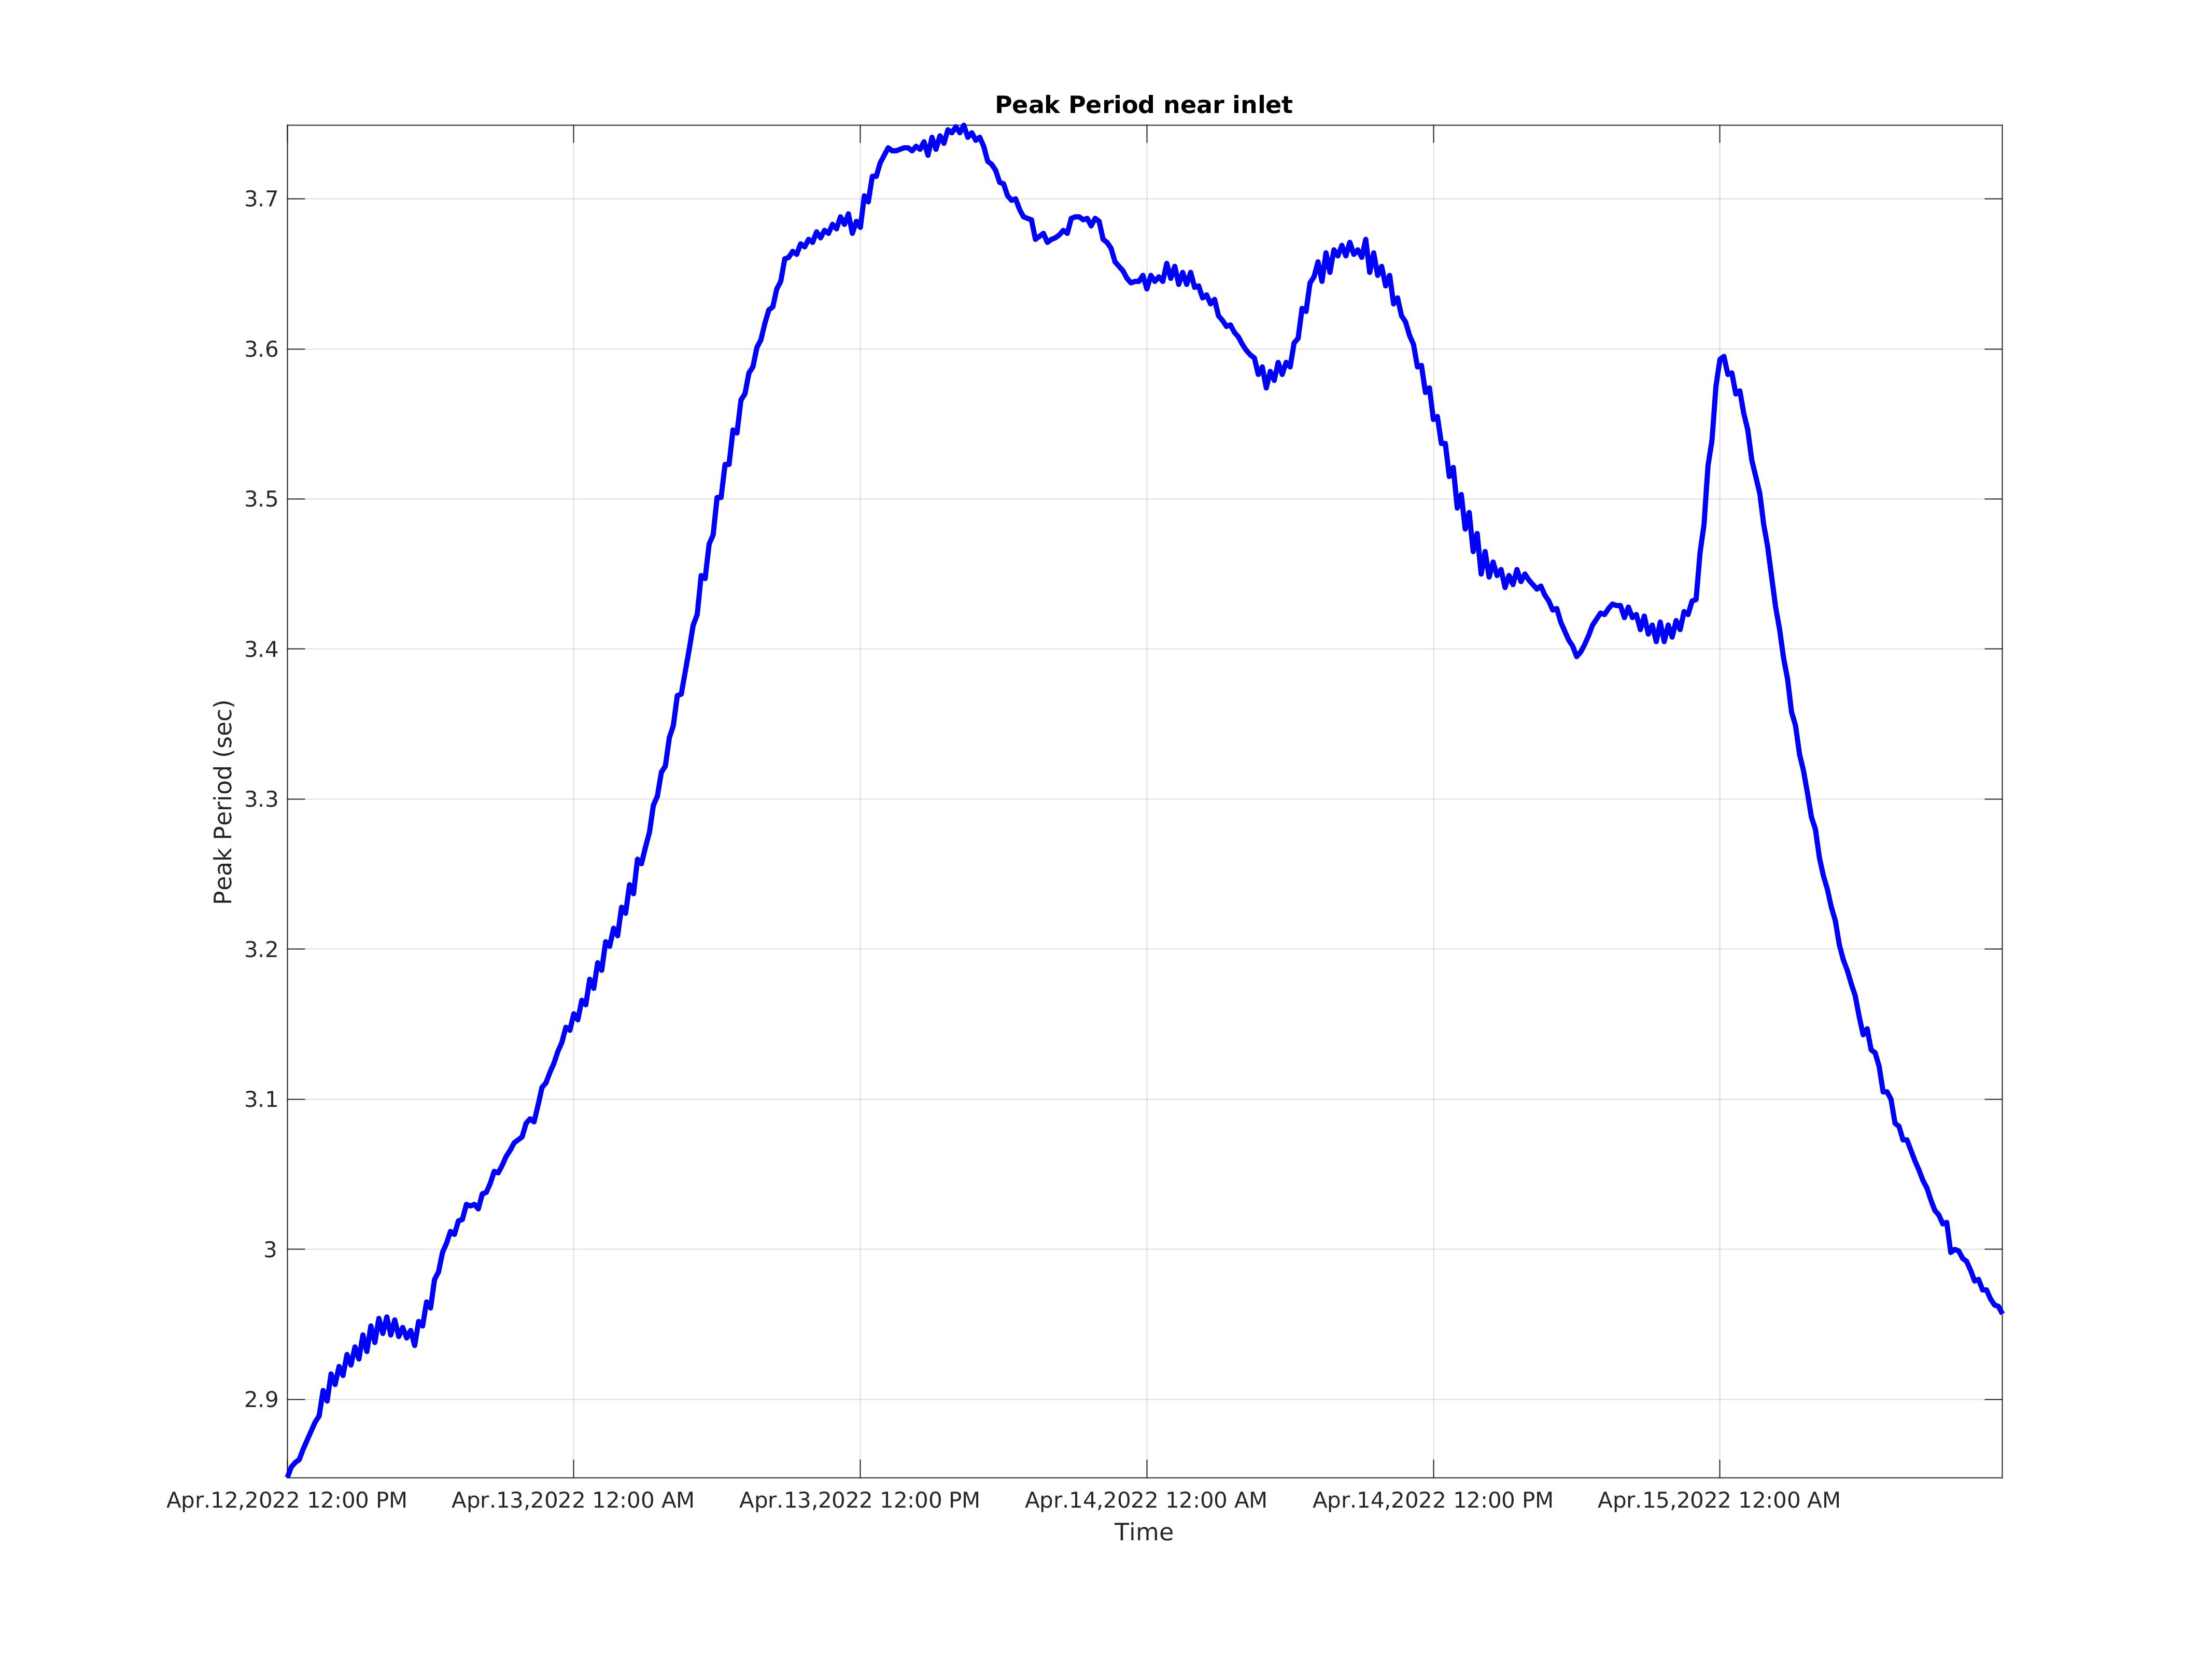 Peak Period near inlet
3.7
3.6
3.5
3.4
3.3
3.2
3.1
3
2.9
Peak Period (sec)
Apr.12,2022 12:00 PM
Apr.13,2022 12:00 AM
Apr.13,2022 12:00 PM
Apr.14,2022 12:00 AM
Apr.14,2022 12:00 PM
Apr.15,2022 12:00 AM
Time